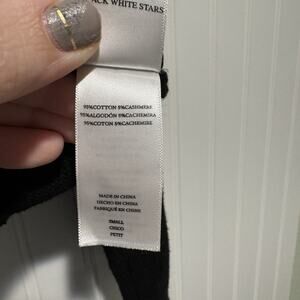 ACK WHITE STARS
95%COTTON 5%CASHMERE
95%ALGODÓN 5%CACHEMIRA
95%COTON 5%CACHEMIRE
MADE IN CHINA
HECHO EN CHINA
FABRIQUÉ EN CHINE
SMALL
CHICO
PETIT